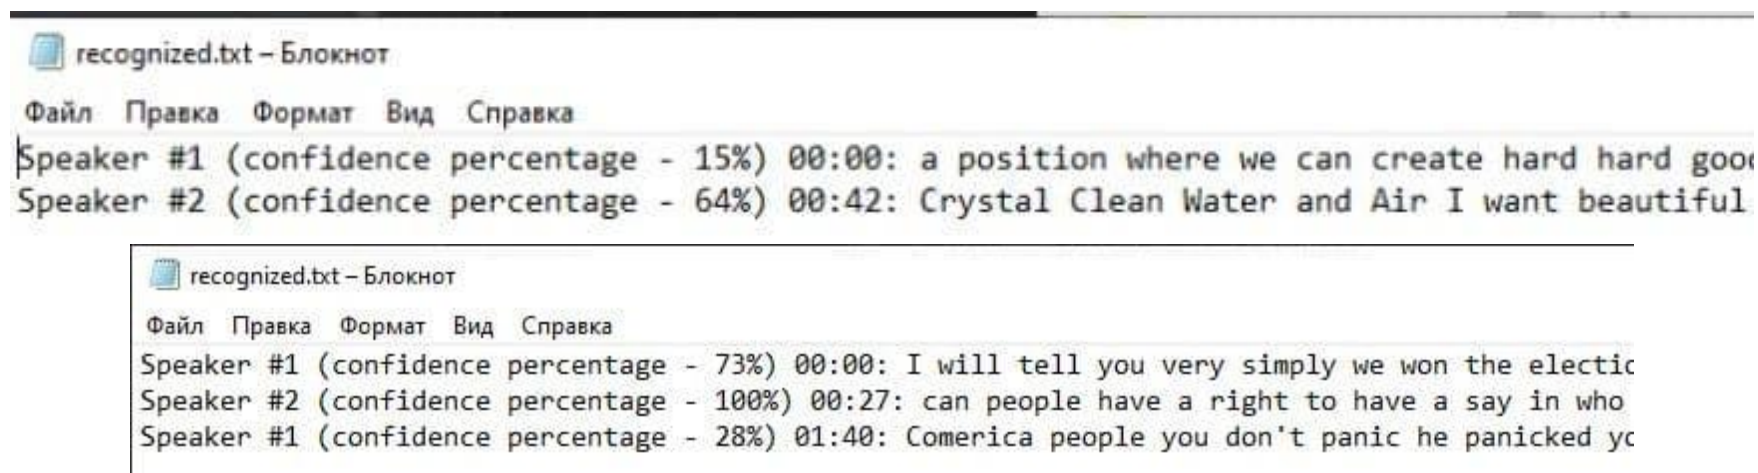 recognized.txt – Блокнот
Файл Правка Формат Вид Справка
Speaker #1 (confidence percentage - 15%) 00:00: a position where we can create hard hard good
Speaker #2 (confidence percentage - 64%) 00:42: Crystal Clean Water and Air I want beautiful
recognized.txt – Блокнот
Файл Правка Формат Вид Справка
Speaker #1 (confidence percentage - 73%) 00:00: I will tell you very simply we won the electio
Speaker #2 (confidence percentage - 100%) 00:27: can people have a right to have a say in who
Speaker #1 (confidence percentage - 28%) 01:40: Comerica people you don't panic he panicked yo